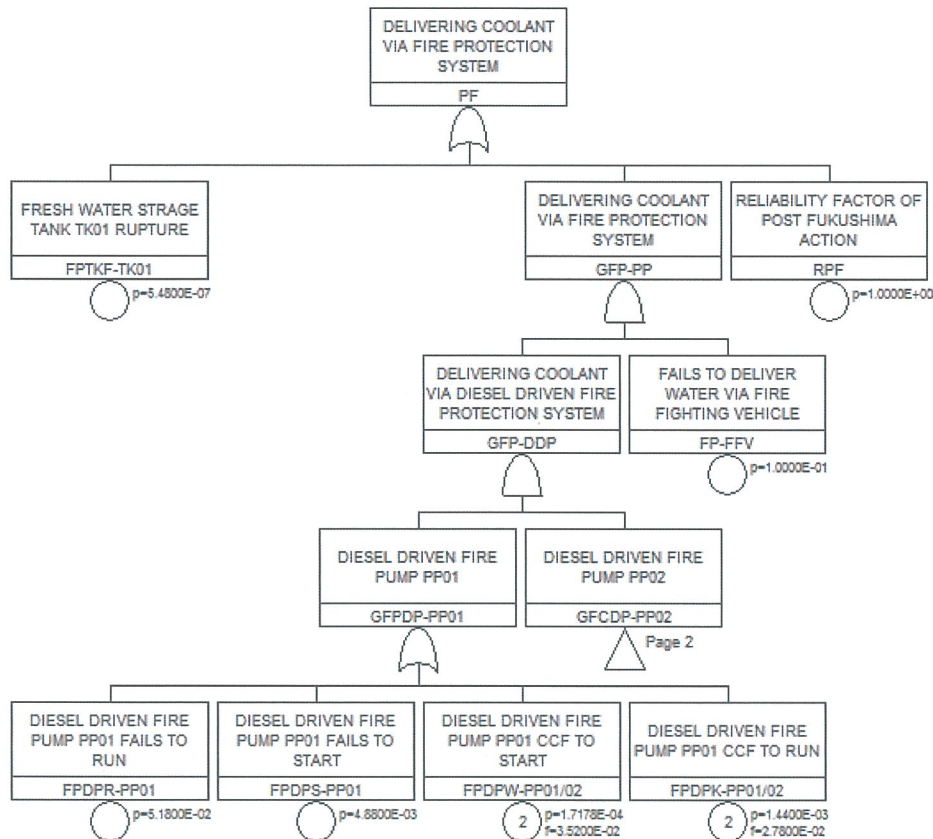 DELIVERING COOLANT
VIA FIRE PROTECTION
SYSTEM
PF
FRESH WATER STRAGE
TANK TK01 RUPTURE
FPTKF-TK01
p=5.4800E-07
DELIVERING COOLANT
VIA FIRE PROTECTION
SYSTEM
GFP-PP
RELIABILITY FACTOR OF
POST FUKUSHIMA
ACTION
RPF
p=1.0000E+00
DELIVERING COOLANT
VIA DIESEL DRIVEN FIRE
PROTECTION SYSTEM
GFP-DDP
FAILS TO DELIVER
WATER VIA FIRE
FIGHTING VEHICLE
FP-FFV
p=1.0000E-01
DIESEL DRIVEN FIRE
PUMP PP01
GFPDP-PP01
DIESEL DRIVEN FIRE
PUMP PP02
GFCDP-PP02
Page 2
DIESEL DRIVEN FIRE
PUMP PP01 FAILS TO
RUN
FPDPR-PP01
p=5.1800E-02
DIESEL DRIVEN FIRE
PUMP PP01 FAILS TO
START
FPDPS-PP01
p=4.8800E-03
DIESEL DRIVEN FIRE
PUMP PP01 CCF TO
START
FPDPW-PP01/02
2
p=1.7178E-04
f=3.5200E-02
DIESEL DRIVEN FIRE
PUMP PP01 CCF TO RUN
FPDPK-PP01/02
2
p=1.4400E-03
f=2.7800E-02